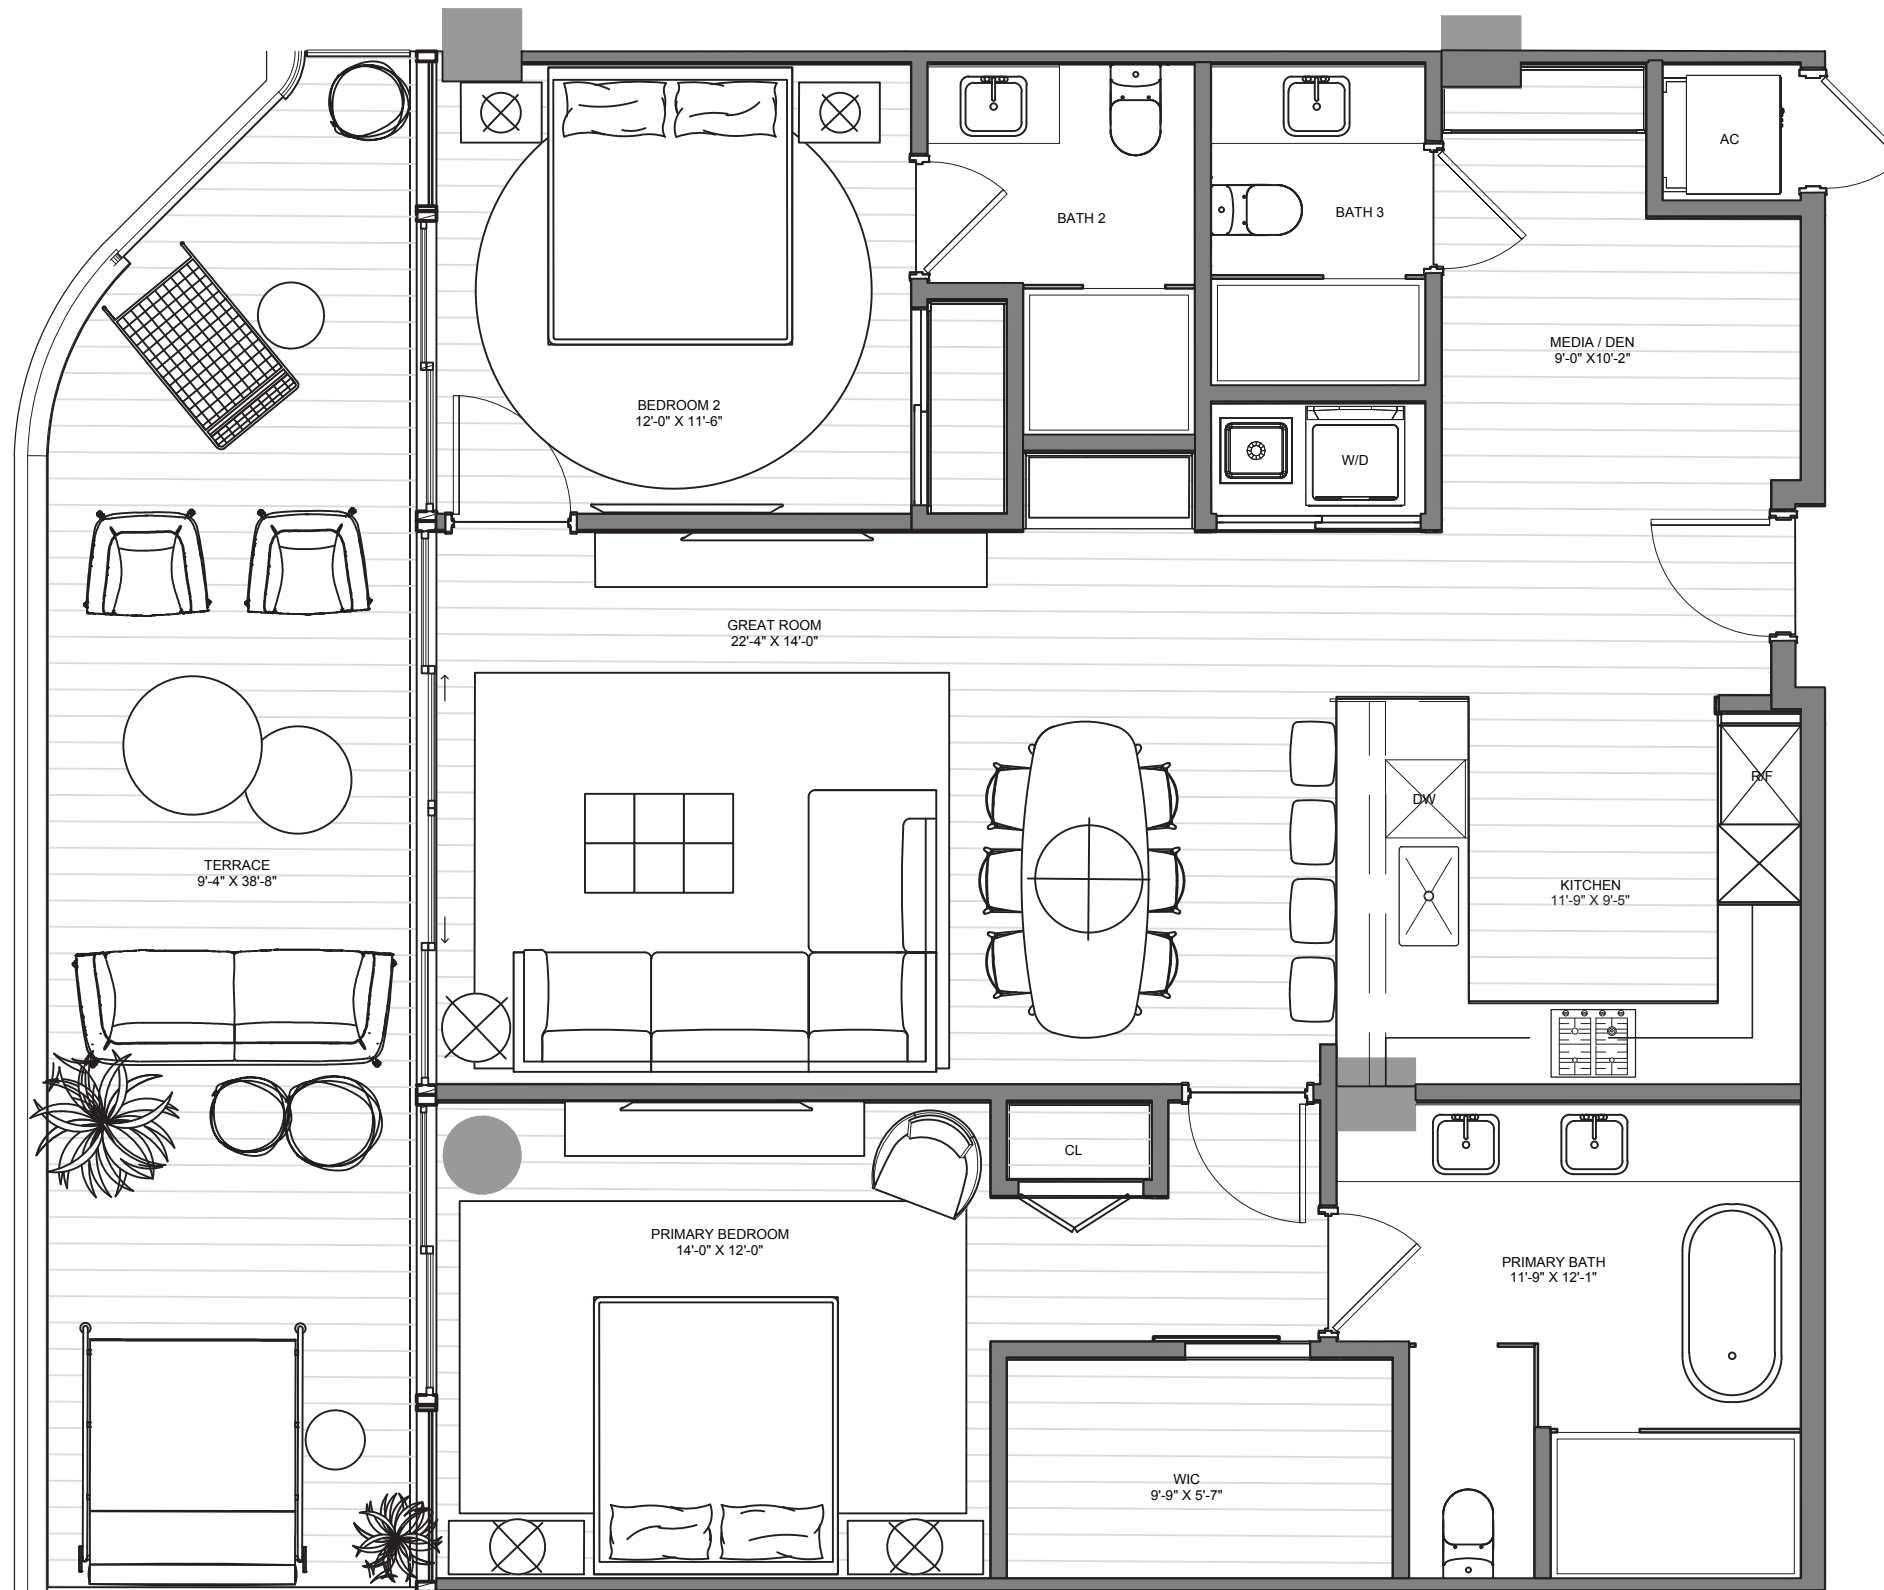 AC
BATH 2
BATH 3
MEDIA / DEN
9'-0" X10'-2"
BEDROOM 2
12'-0" X 11'-6"
W/D
GREAT ROOM
22'-4" X 14'-0"
R/F
DW
TERRACE
9'-4" X 38'-8"
KITCHEN
11'-9" X 9'-5"
CL
PRIMARY BEDROOM
14'-0" X 12'-0"
PRIMARY BATH
11'-9" X 12'-1"
WIC
9'-9" X 5'-7"